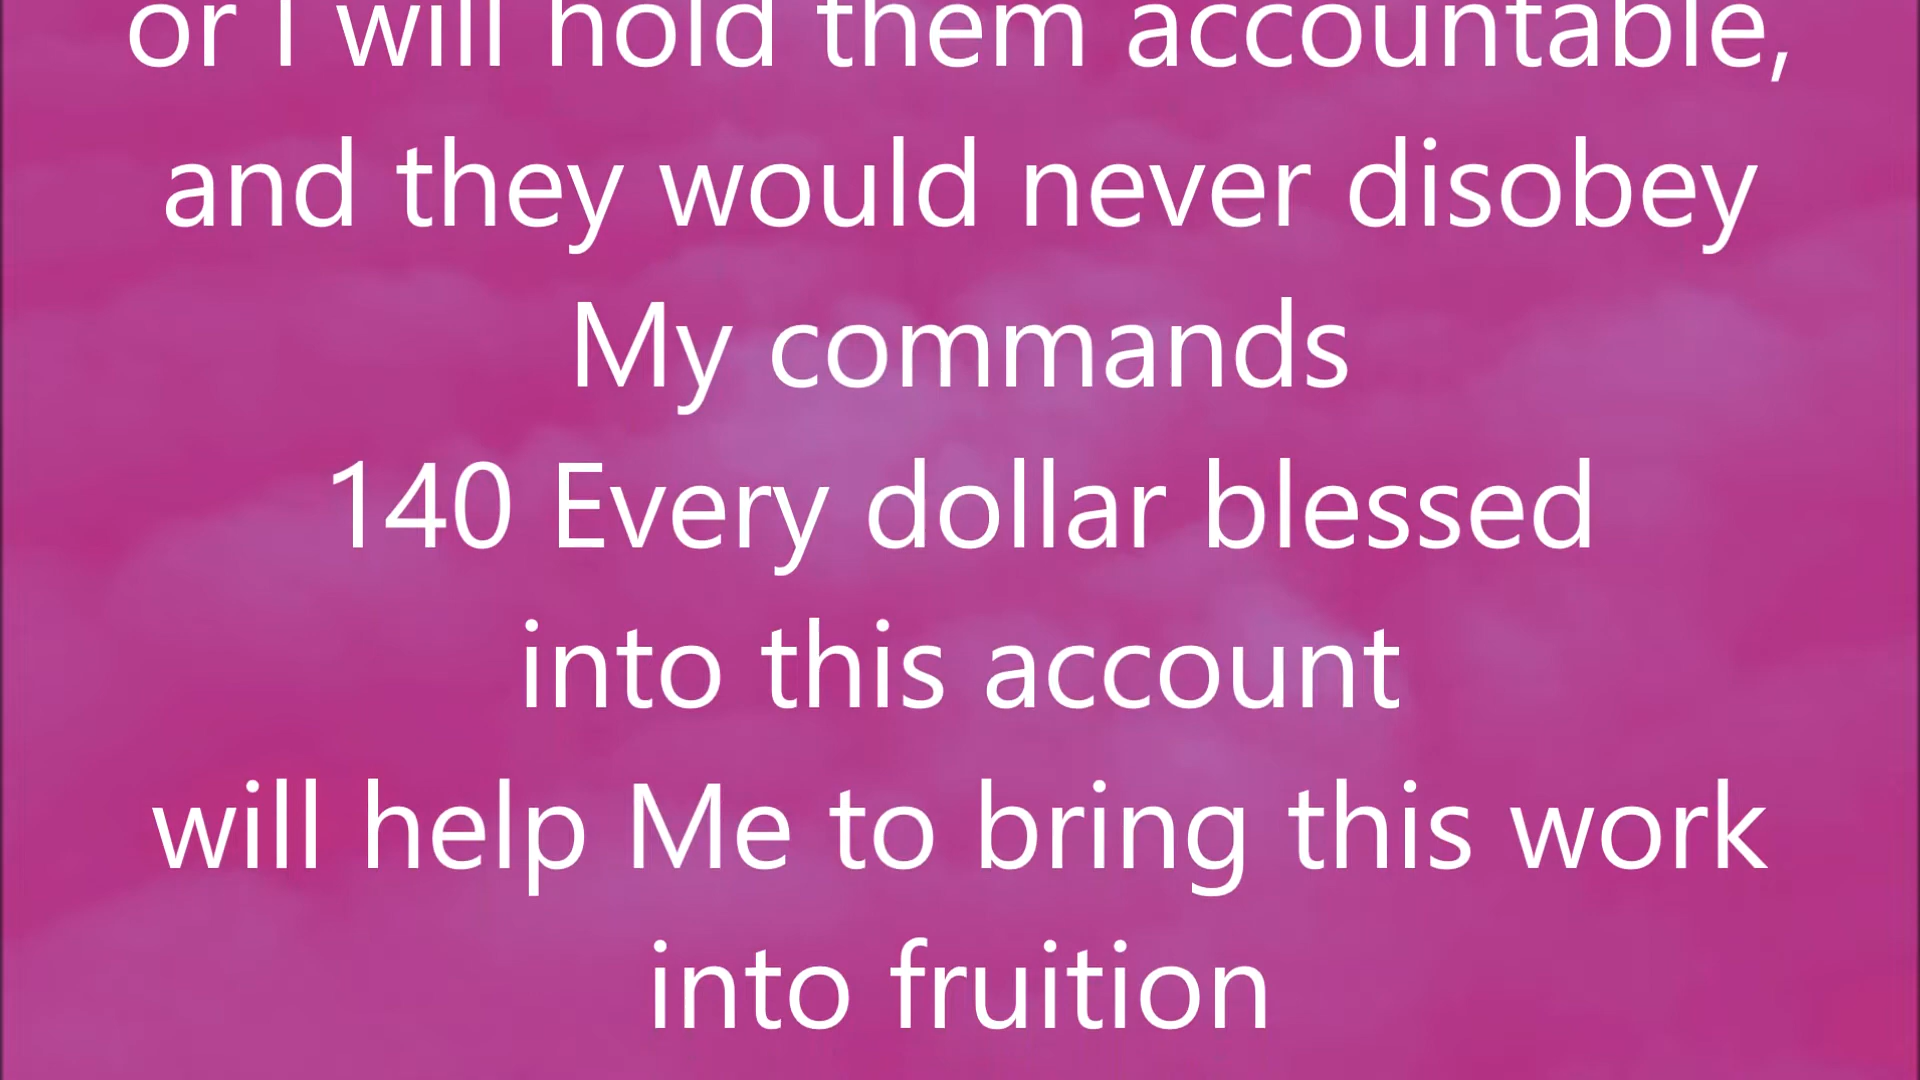 or I will hold them accountable,
and they would never disobey
My commands
140 Every dollar blessed
into this account
will help Me to bring this work
into fruition